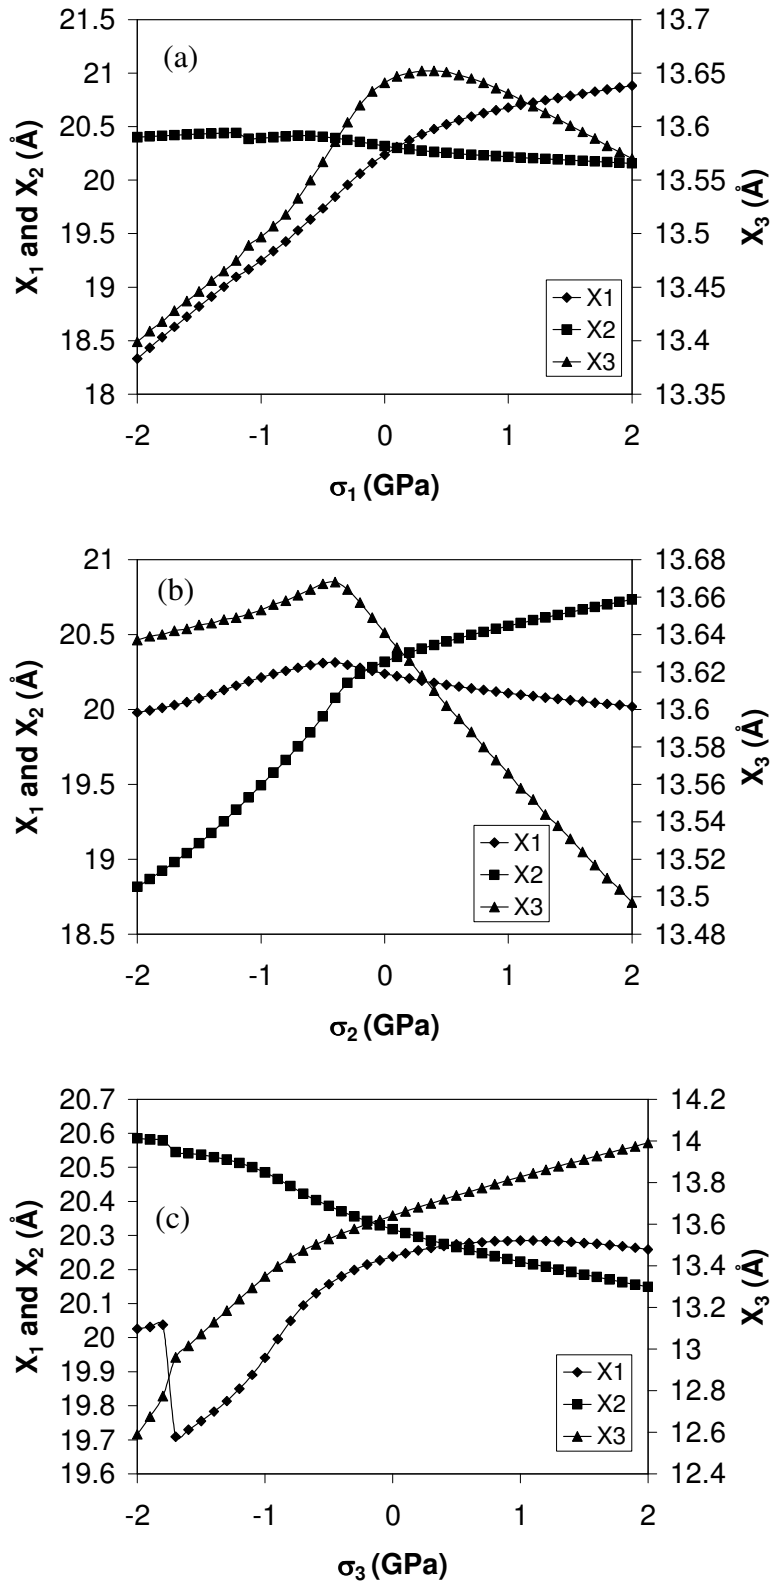 (a)
X1 and X2 (Å)
21.5
21
20.5
20
19.5
19
18.5
18
13.7
13.65
13.6
13.55
13.5
13.45
13.4
13.35
X3 (Å)
X1
X2
X3
-2 -1 0 1 2
σ1 (GPa)
(b)
X1 and X2 (Å)
21
20.5
20
19.5
19
18.5
13.68
13.66
13.64
13.62
13.6
13.58
13.56
13.54
13.52
13.5
13.48
X3 (Å)
X1
X2
X3
-2 -1 0 1 2
σ2 (GPa)
(c)
X1 and X2 (Å)
20.7
20.6
20.5
20.4
20.3
20.2
20.1
20
19.9
19.8
19.7
19.6
14.2
14
13.8
13.6
13.4
13.2
13
12.8
12.6
12.4
X3 (Å)
X1
X2
X3
-2 -1 0 1 2
σ3 (GPa)